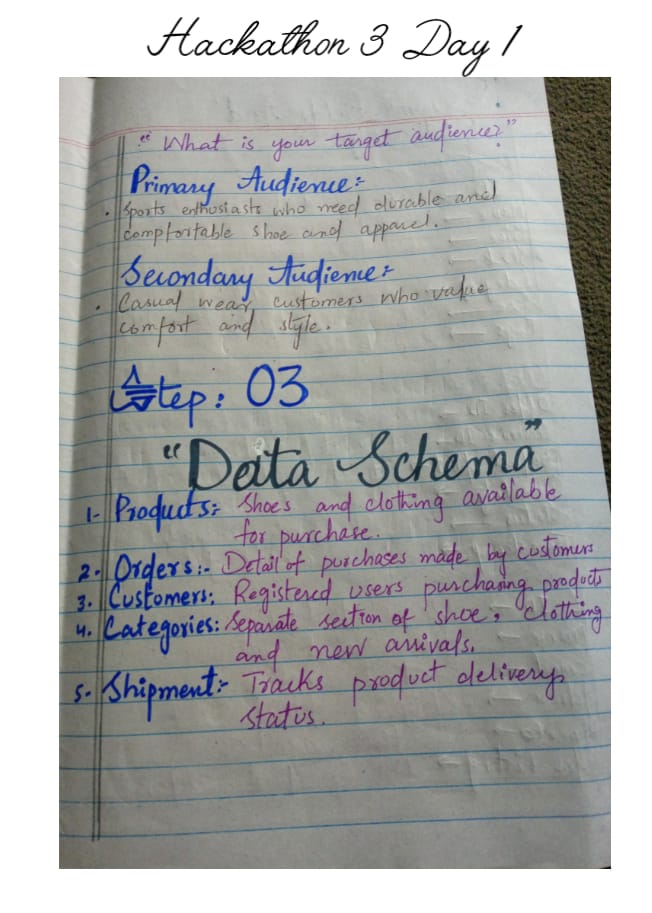 Hackathon 3 Day 1
"What is your target audience?"
Primary Audience:-
. Sports enthusiasts who need durable and
comptortable shoe and apparel.
Secondary Audience:-
. Casual wear customers who value
comfort and style.
Step: 03
"Data Schema"
1- Products:- Shoes and clothing available
for purchase.
2. Orders:- Detail of purchases made by customers
3. Customers: Registered users purchasing products
4. Categories: Separate section of shoe, clothing
and new arrivals.
5. Shipment:- Tracks product delivery
status.